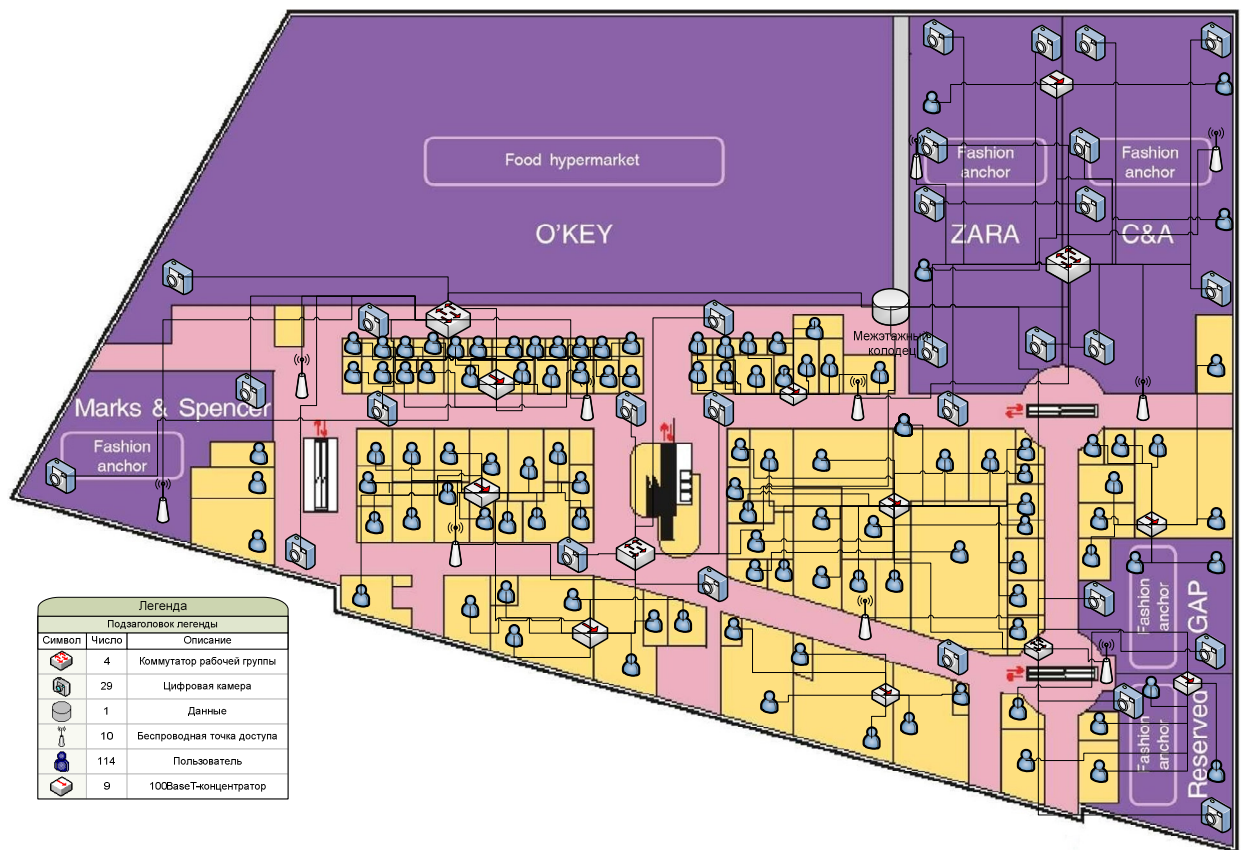 Food hypermarket
O'KEY
Fashion
anchor
ZARA
Fashion
anchor
C&A
Межэтажный
колодец
Marks & Spencer
Fashion
anchor
Fashion
anchor
GAP
Fashion
anchor
Reserved
Легенда
Подзаголовок легенды
Символ Число Описание
4 Коммутатор рабочей группы
29 Цифровая камера
1 Данные
10 Беспроводная точка доступа
114 Пользователь
9 100BaseT-концентратор